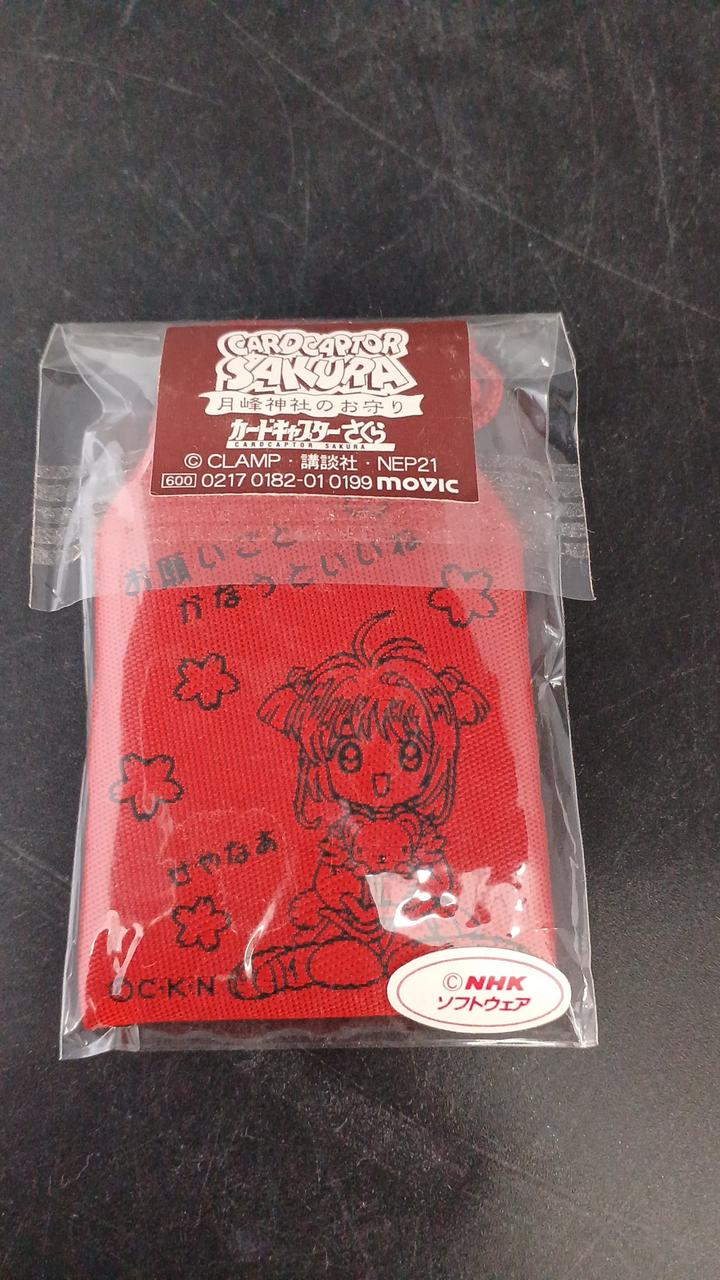 CARDCAPTOR
SAKURA
月峰神社のお守り
カードキャプターさくら
CARDCAPTOR SAKURA
© CLAMP・講談社・NEP21
600 0217 0182-01 0199 movic
お願いごと
かなうといいね
せやなあ
©C・K・N
©NHK
ソフトウェア